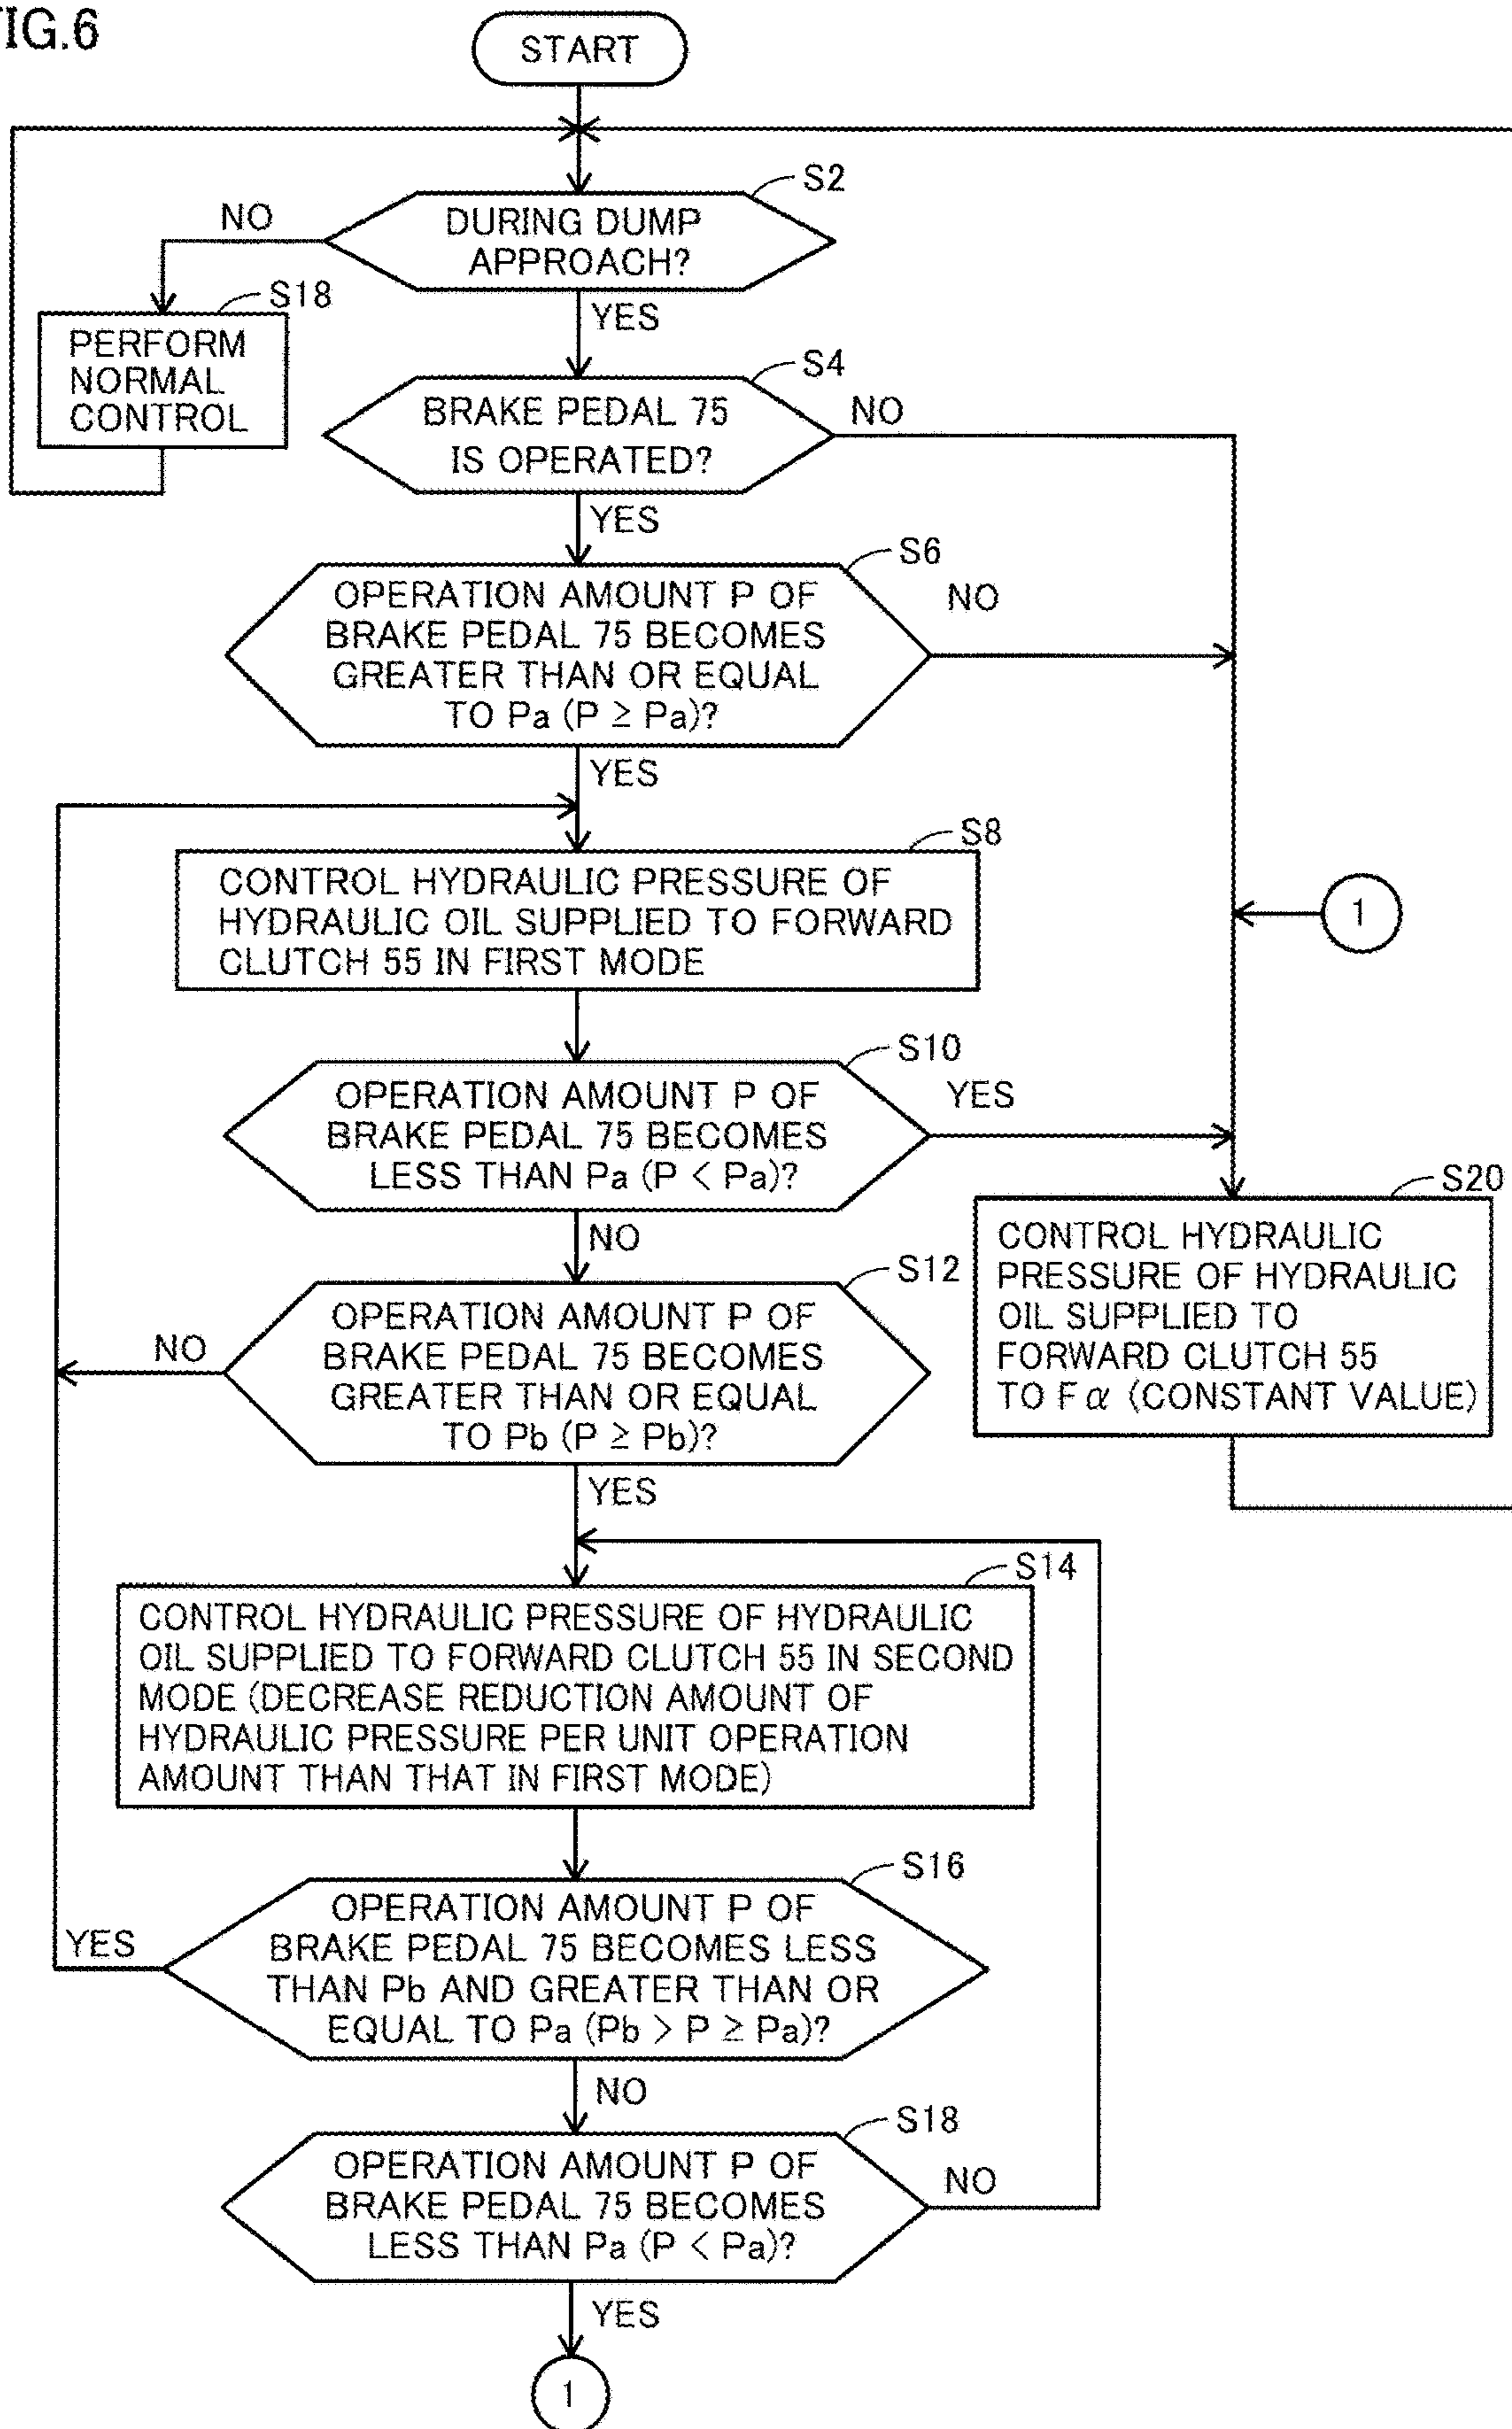 FIG.6
START
S2
DURING DUMP
APPROACH?
NO
YES
S18
PERFORM
NORMAL
CONTROL
S4
BRAKE PEDAL 75
IS OPERATED?
NO
YES
S6
OPERATION AMOUNT P OF
BRAKE PEDAL 75 BECOMES
GREATER THAN OR EQUAL
TO Pa (P ≥ Pa)?
NO
YES
S8
CONTROL HYDRAULIC PRESSURE OF
HYDRAULIC OIL SUPPLIED TO FORWARD
CLUTCH 55 IN FIRST MODE
1
S10
OPERATION AMOUNT P OF
BRAKE PEDAL 75 BECOMES
LESS THAN Pa (P < Pa)?
YES
NO
S20
CONTROL HYDRAULIC
PRESSURE OF HYDRAULIC
OIL SUPPLIED TO
FORWARD CLUTCH 55
TO Fα (CONSTANT VALUE)
S12
OPERATION AMOUNT P OF
BRAKE PEDAL 75 BECOMES
GREATER THAN OR EQUAL
TO Pb (P ≥ Pb)?
NO
YES
S14
CONTROL HYDRAULIC PRESSURE OF HYDRAULIC
OIL SUPPLIED TO FORWARD CLUTCH 55 IN SECOND
MODE (DECREASE REDUCTION AMOUNT OF
HYDRAULIC PRESSURE PER UNIT OPERATION
AMOUNT THAN THAT IN FIRST MODE)
S16
OPERATION AMOUNT P OF
BRAKE PEDAL 75 BECOMES LESS
THAN Pb AND GREATER THAN OR
EQUAL TO Pa (Pb > P ≥ Pa)?
YES
NO
S18
OPERATION AMOUNT P OF
BRAKE PEDAL 75 BECOMES
LESS THAN Pa (P < Pa)?
NO
YES
1